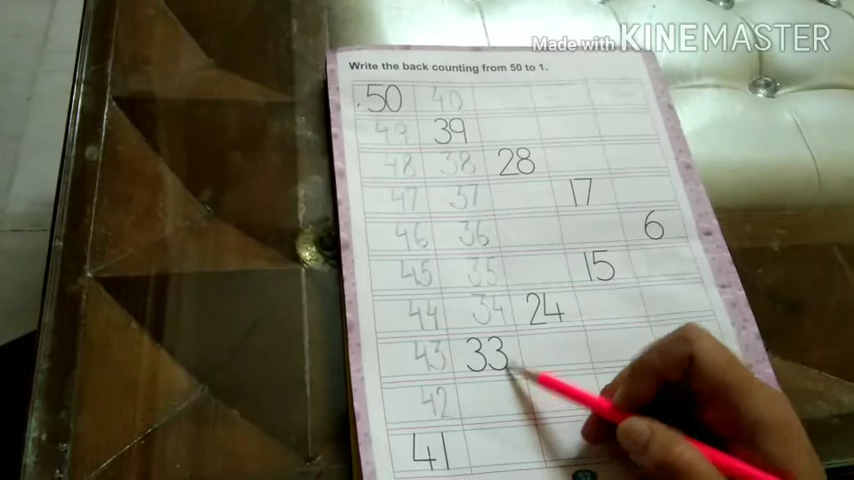 Made with KINEMASTER
Write the back counting from 50 to 1.
50 40
49 39
48 38 28
47 37 17
46 36 6
45 35 15
44 34 24
43 33
42
41